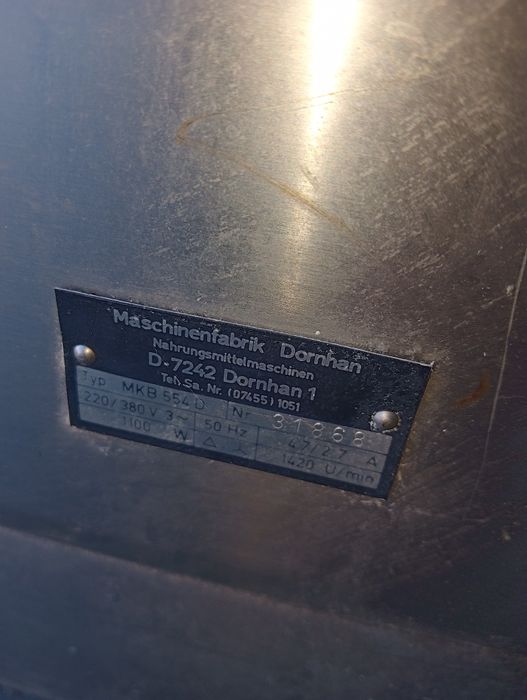 Maschinenfabrik Dornhan
Nahrungsmittelmaschinen
D-7242 Dornhan 1
Tel. Sa. Nr. (07455) 1051
Typ MKB 554 D Nr. 31868
220/380 V 3~ 50 Hz 4,7/2,7 A
1100 W △ 1420 U/min